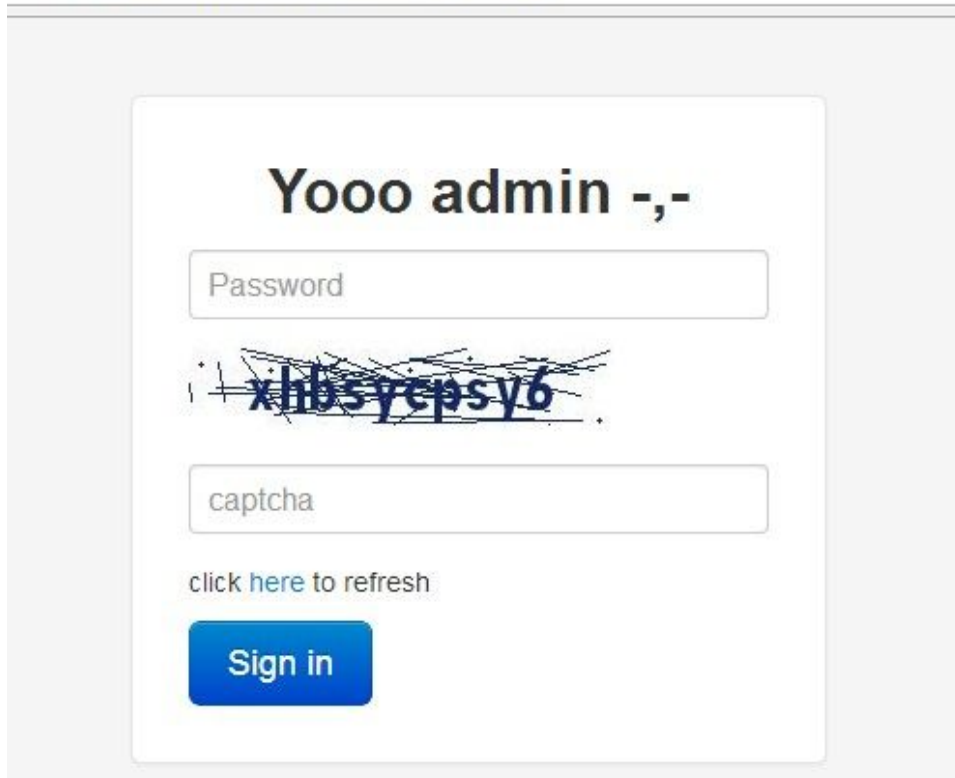 Yooo admin -,-
Password
xhbsycpsy6
captcha
click here to refresh
Sign in